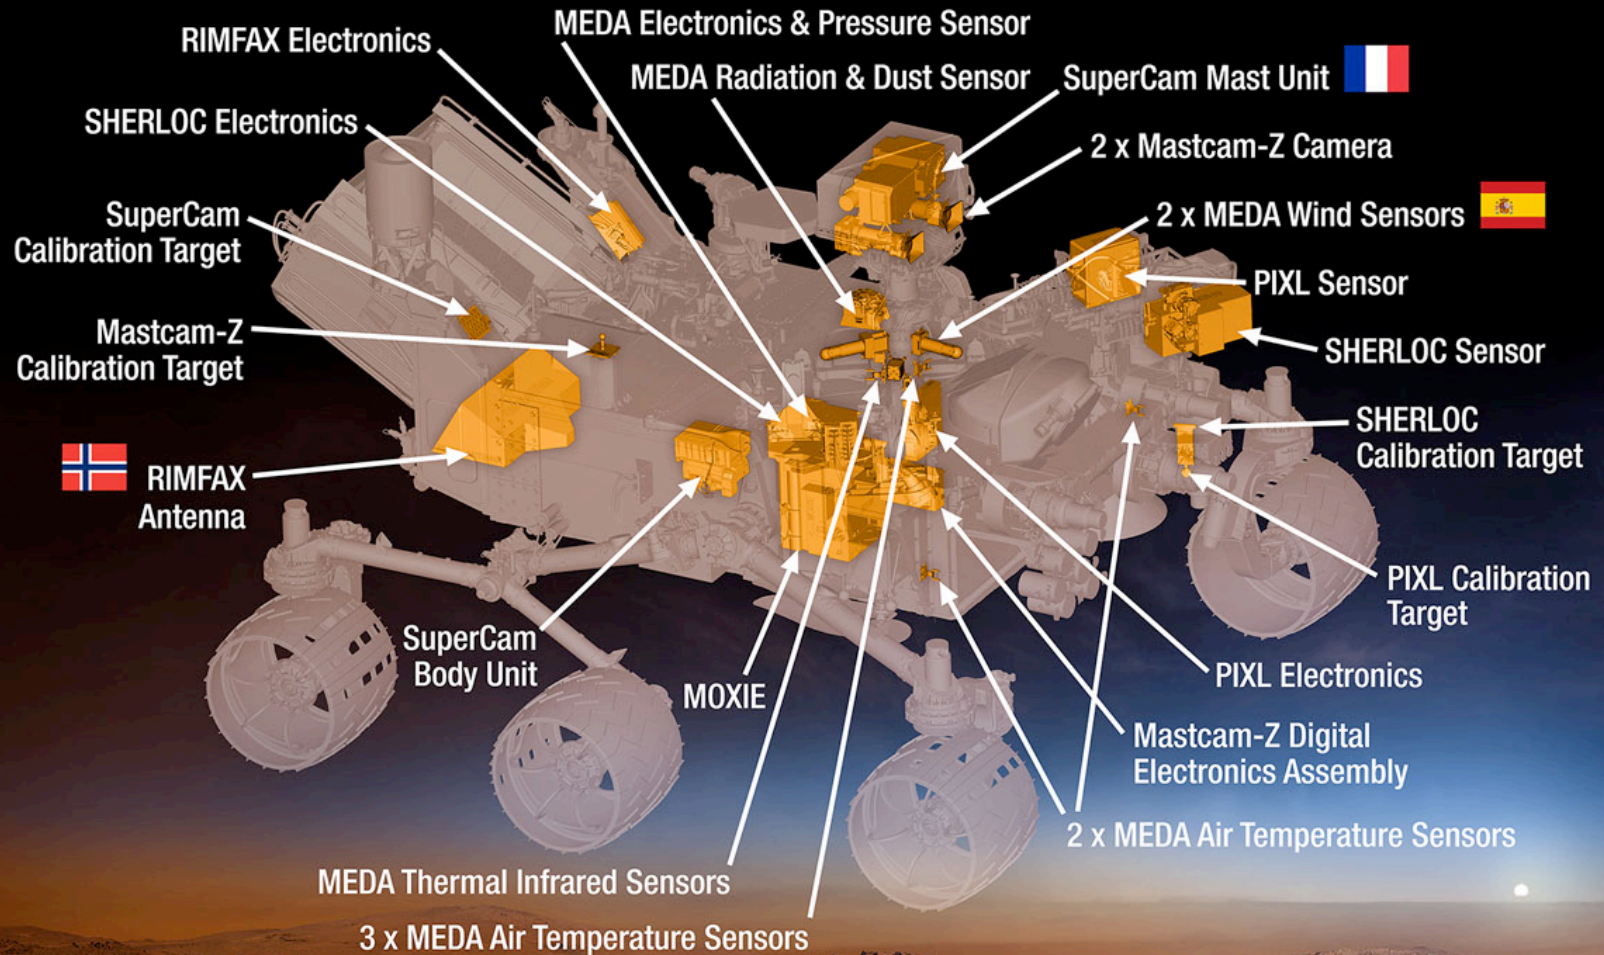 MEDA Electronics & Pressure Sensor
RIMFAX Electronics
MEDA Radiation & Dust Sensor
SuperCam Mast Unit
SHERLOC Electronics
2 x Mastcam-Z Camera
SuperCam
Calibration Target
2 x MEDA Wind Sensors
PIXL Sensor
Mastcam-Z
Calibration Target
SHERLOC Sensor
SHERLOC
Calibration Target
RIMFAX
Antenna
PIXL Calibration
Target
SuperCam
Body Unit
MOXIE
PIXL Electronics
Mastcam-Z Digital
Electronics Assembly
2 x MEDA Air Temperature Sensors
MEDA Thermal Infrared Sensors
3 x MEDA Air Temperature Sensors